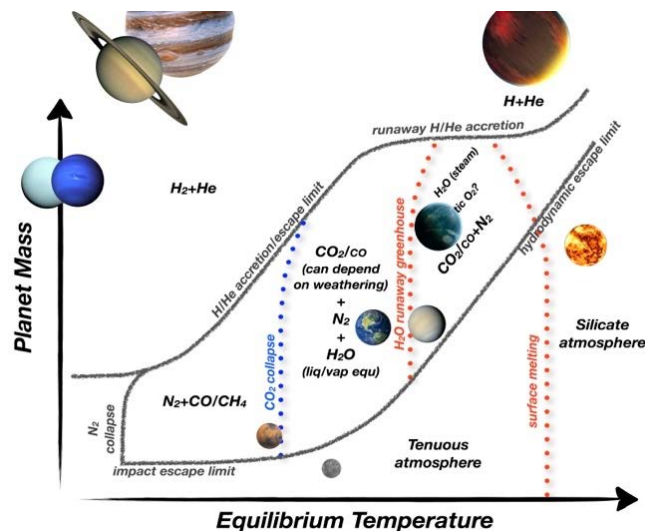 H+He
runaway H/He accretion
H₂+He
H/He accretion/escape limit
H₂O (steam)
tic O₂?
CO₂/co+N₂
hydrodynamic escape limit
CO₂/co
(can depend
on weathering)
+
N₂
+
H₂O
(liq/vap equ)
H₂O runaway greenhouse
CO₂ collapse
Silicate
atmosphere
surface melting
N₂+CO/CH₄
N₂
collapse
impact escape limit
Tenuous
atmosphere
Planet Mass
Equilibrium Temperature